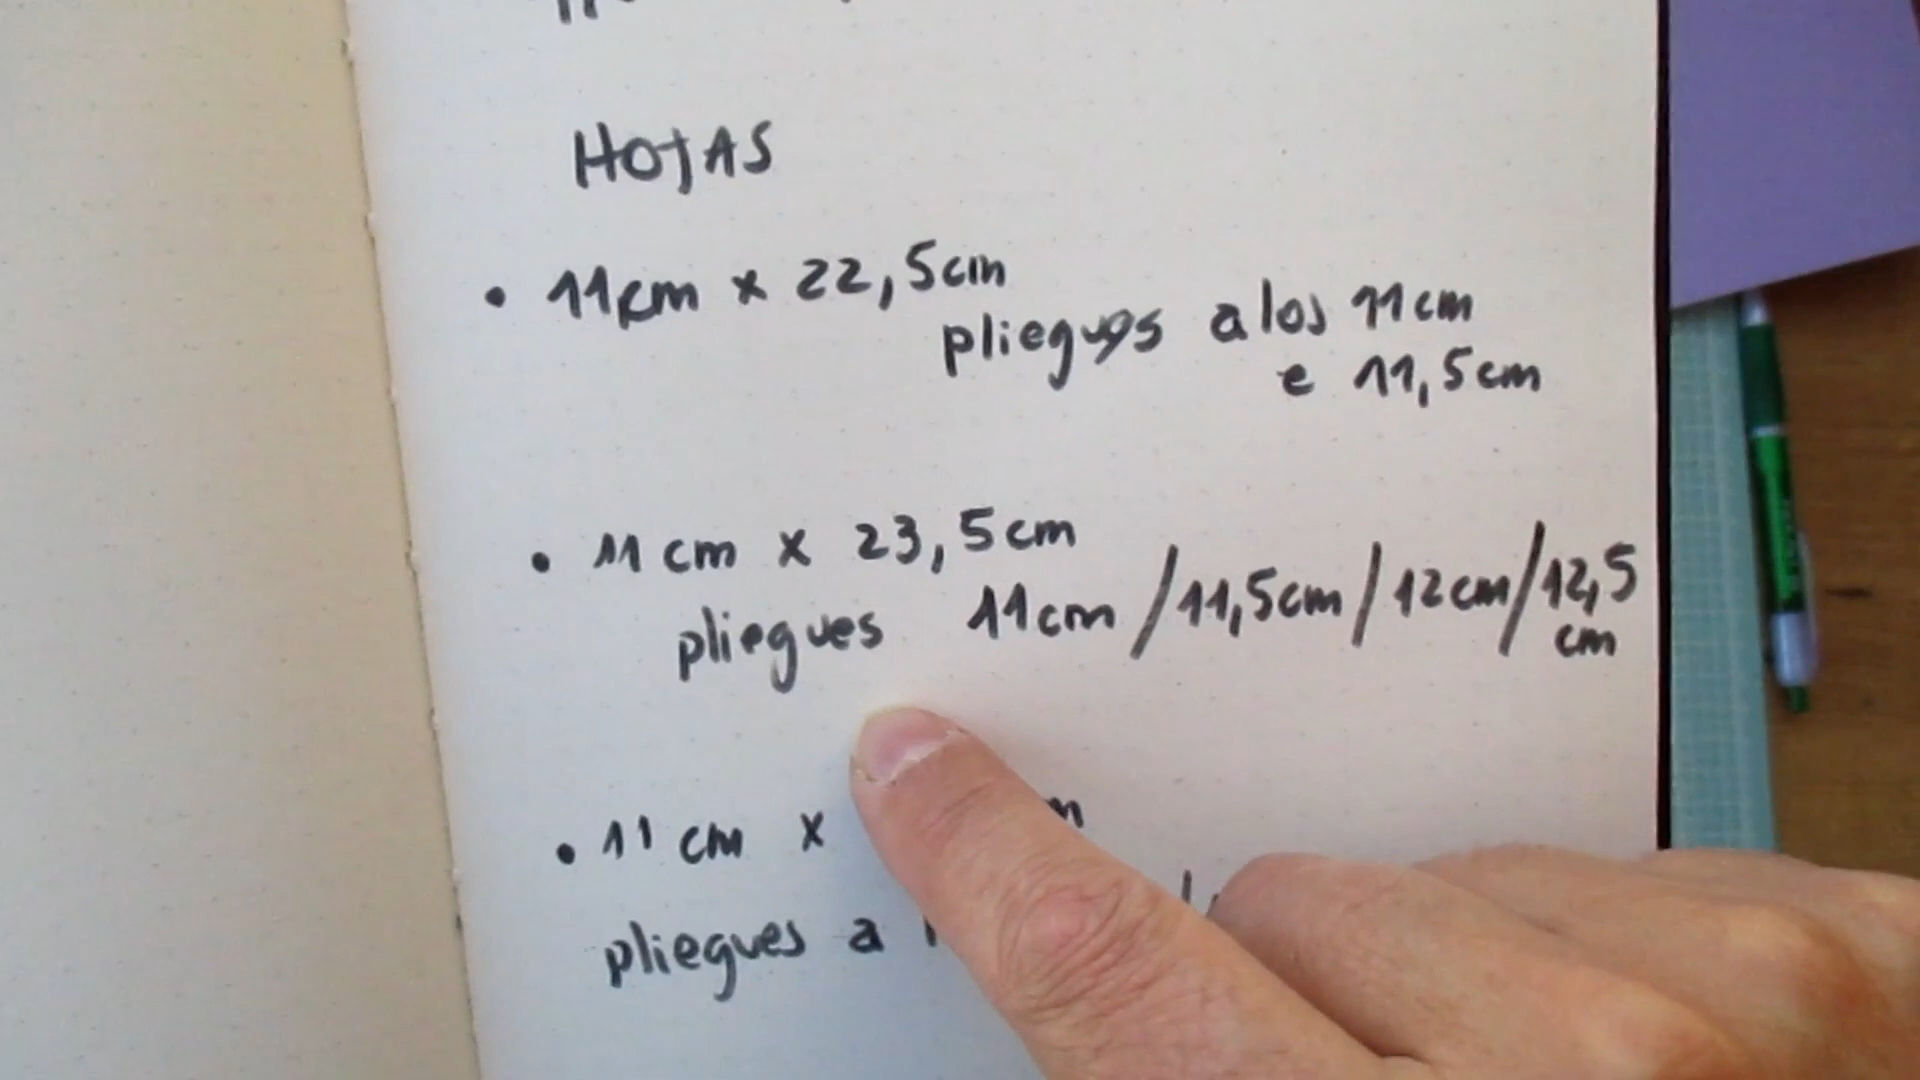 HOJAS
• 11cm x 22,5cm
pliegues a los 11cm
e 11,5cm
• 11 cm x 23,5cm
pliegues 11cm / 11,5cm / 12cm / 12,5
cm
• 11 cm x
pliegues a